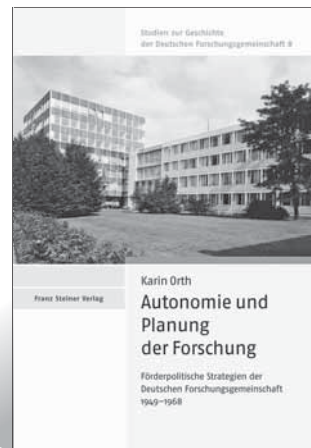 Studien zur Geschichte
der Deutschen Forschungsgemeinschaft 8
Karin Orth
Franz Steiner Verlag
Autonomie und
Planung
der Forschung
Förderpolitische Strategien der
Deutschen Forschungsgemeinschaft
1949–1968